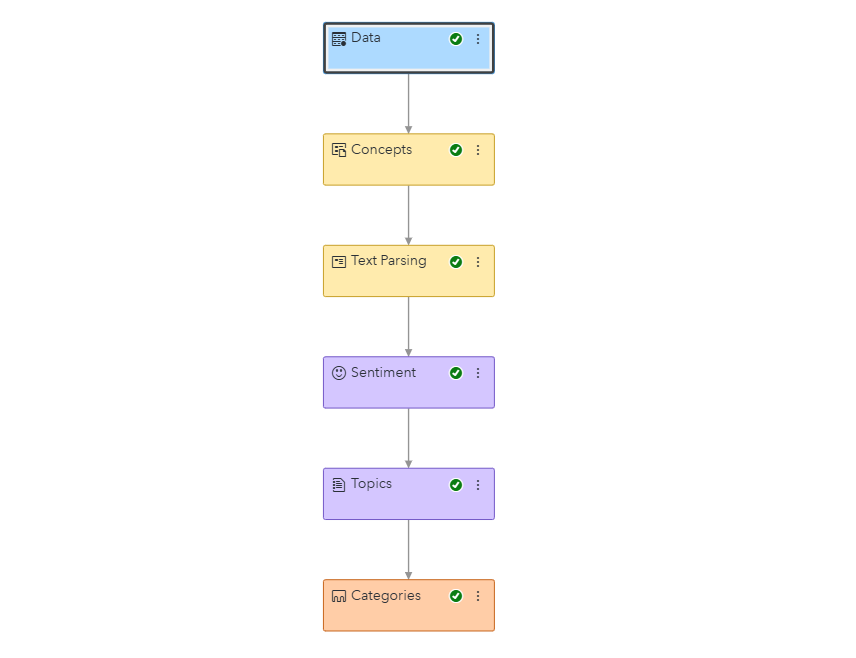 Data
Concepts
Text Parsing
Sentiment
Topics
Categories